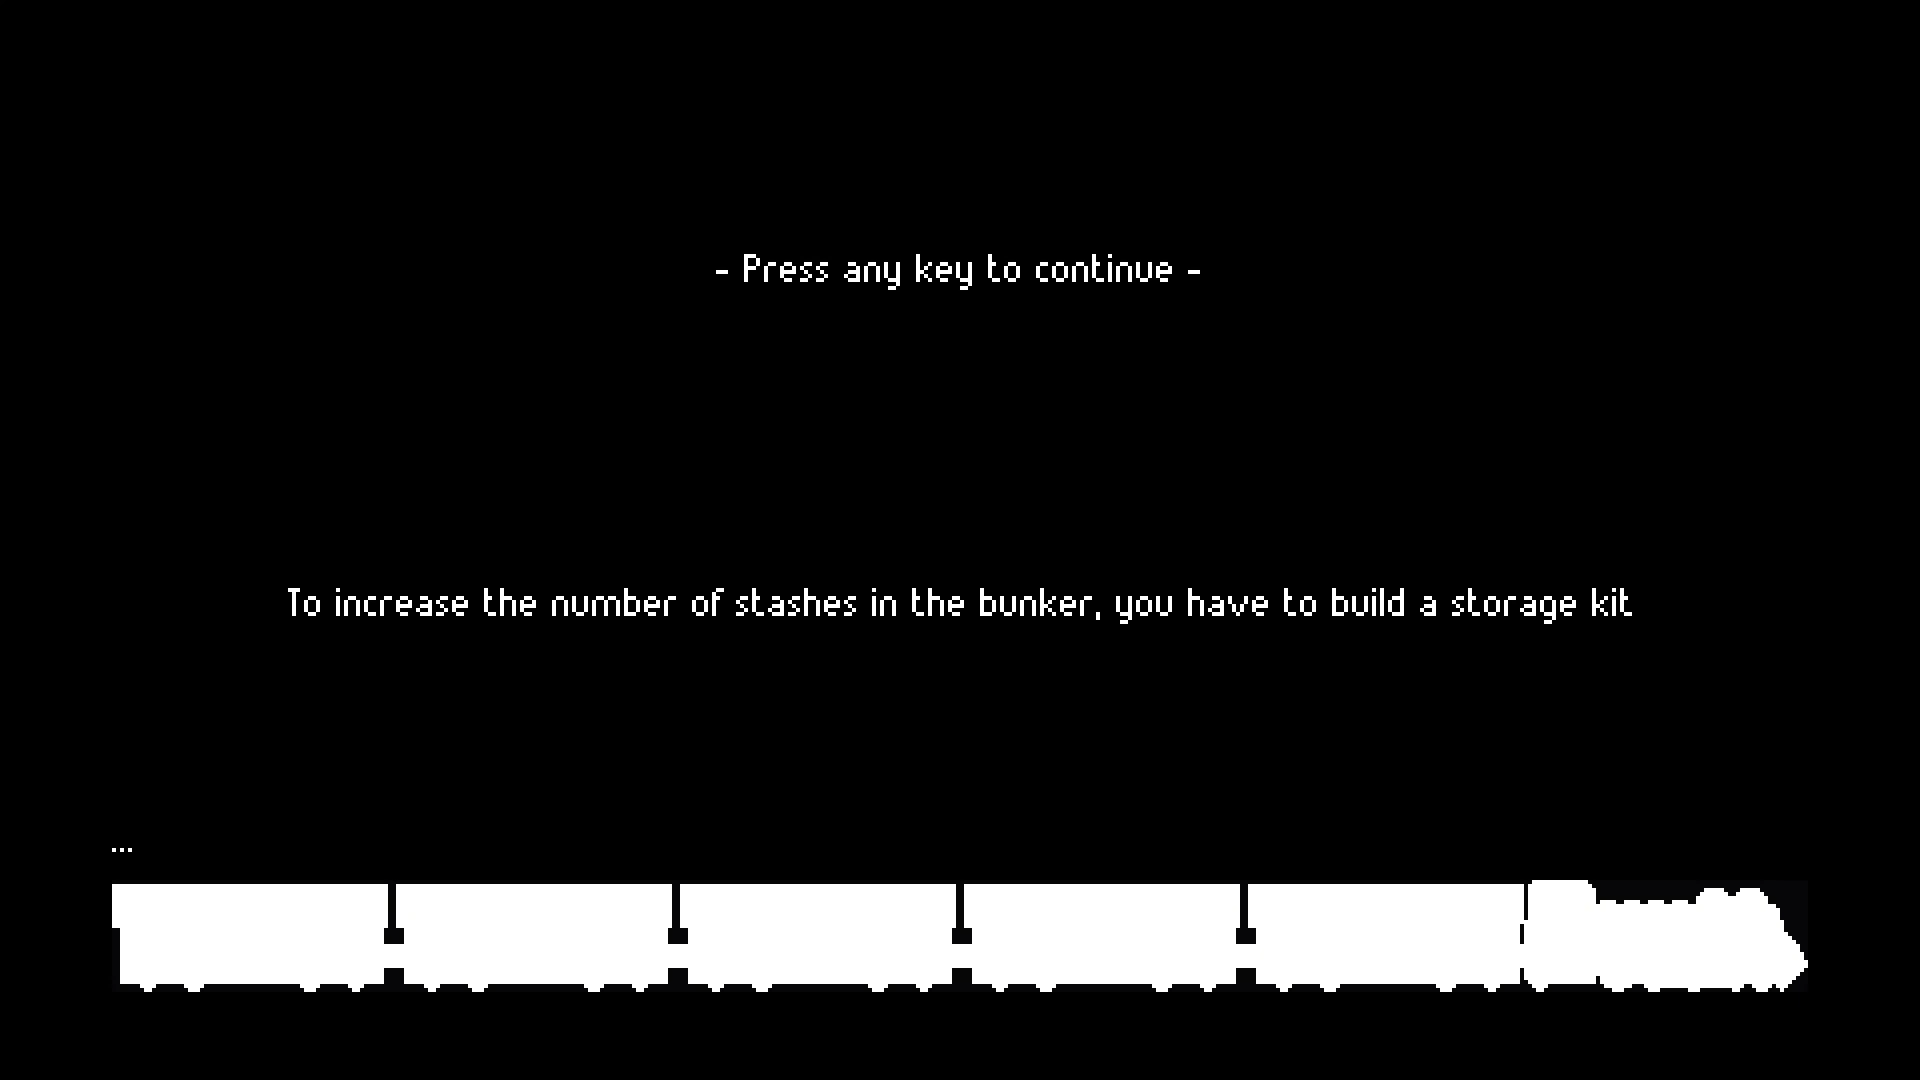 - Press any key to continue -
To increase the number of stashes in the bunker, you have to build a storage kit
...